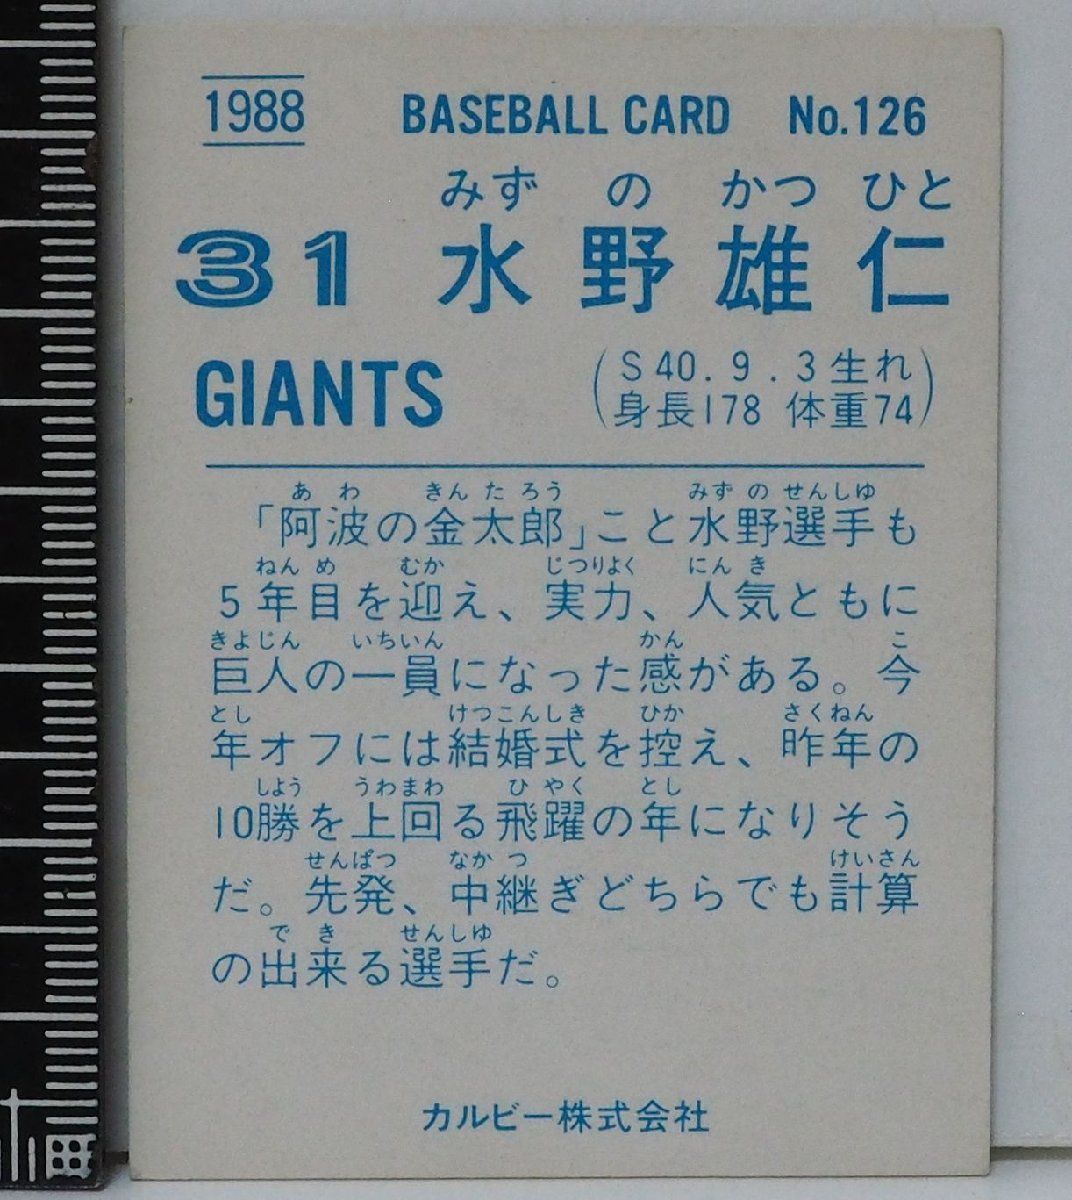 1988 BASEBALL CARD No.126
みず の かつ ひと
31 水野雄仁
GIANTS
(S40.9.3生れ
身長178 体重74)
あ わ きん た ろう みず の せんしゆ
「阿波の金太郎」こと水野選手も
ねん め むか じつりよく にん き
5年目を迎え、実力、人気ともに
きよじん いちいん かん こ
巨人の一員になった感がある。今
とし けつこんしき ひか さくねん
年オフには結婚式を控え、昨年の
しよう うわまわ ひ やく とし
10勝を上回る飛躍の年になりそう
せんぱつ なか つ けいさん
だ。先発、中継ぎどちらでも計算
で き せんしゆ
の出来る選手だ。
カルビー株式会社